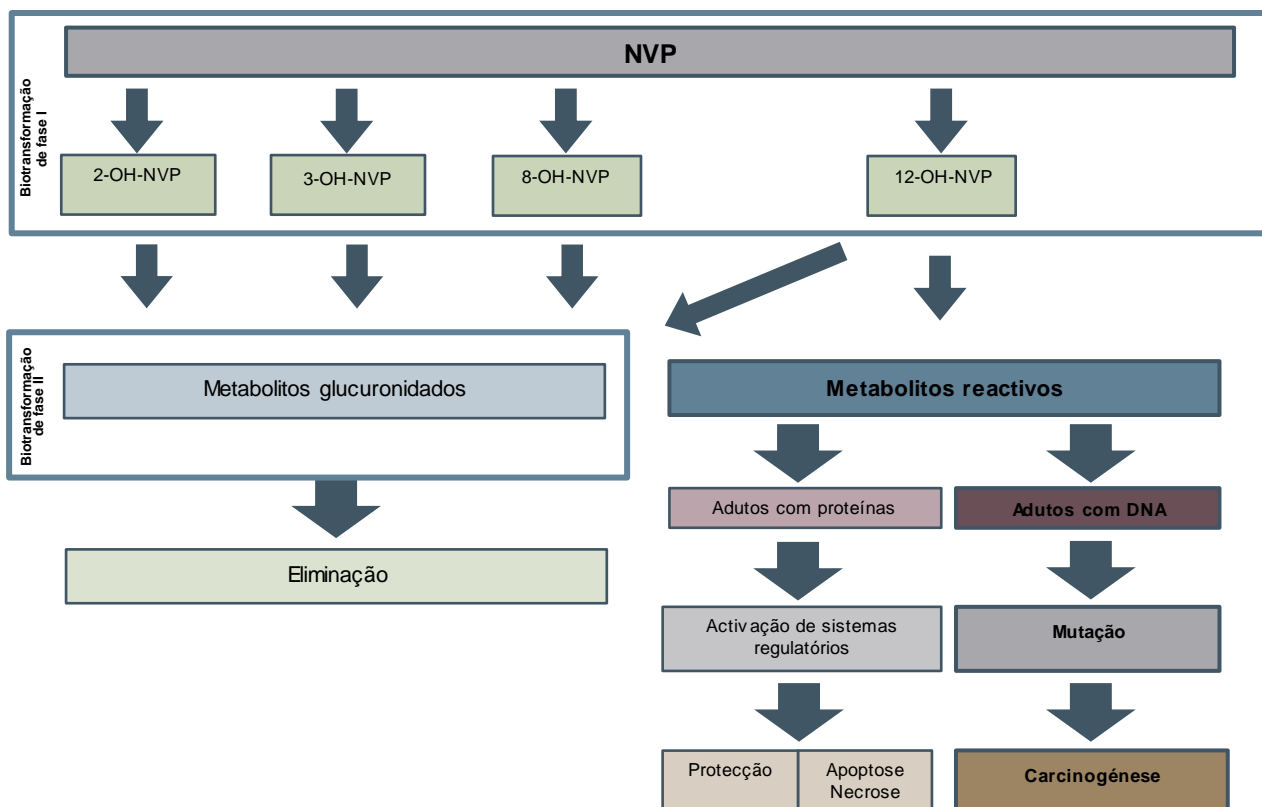 NVP
Biotransformação
de fase I
2-OH-NVP
3-OH-NVP
8-OH-NVP
12-OH-NVP
Biotransformação
de fase II
Metabolitos glucuronidados
Metabolitos reactivos
Adutos com proteínas
Adutos com DNA
Eliminação
Activação de sistemas
regulatórios
Mutação
Protecção
Apoptose
Necrose
Carcinogénese